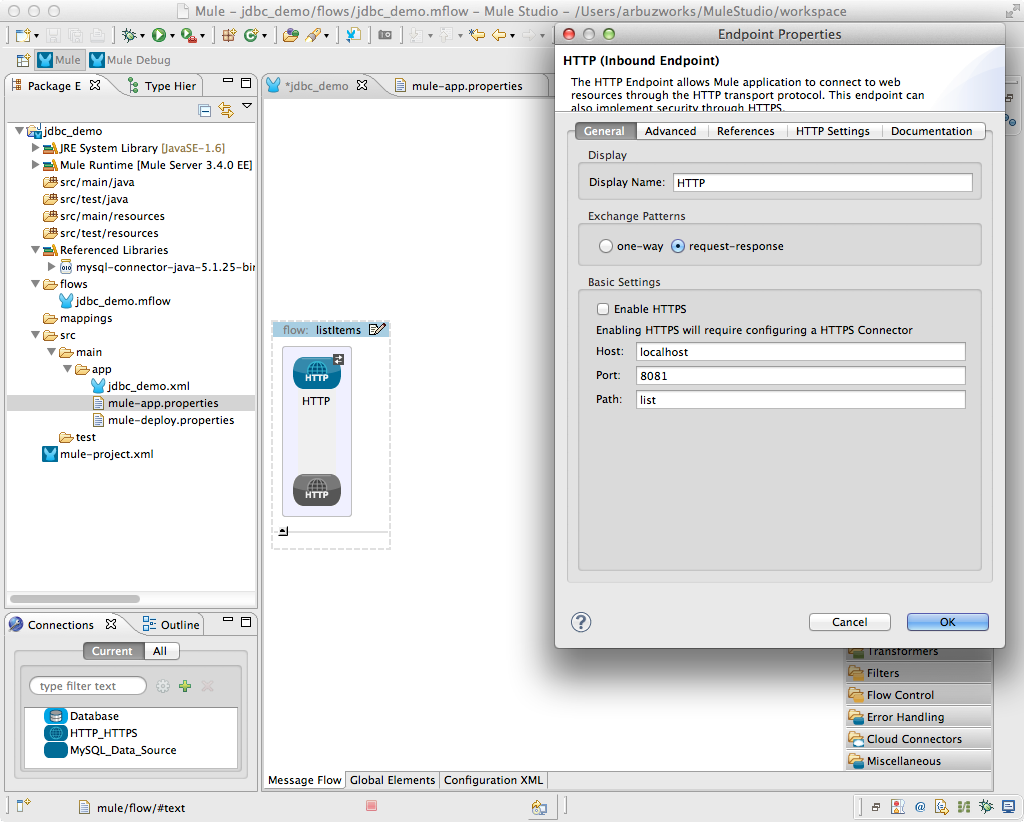 Mule – jdbc_demo/flows/jdbc_demo.mflow – Mule Studio – /Users/arbuzworks/MuleStudio/workspace
Mule
Mule Debug
Package E
Type Hier
jdbc_demo
JRE System Library [JavaSE-1.6]
Mule Runtime [Mule Server 3.4.0 EE]
src/main/java
src/test/java
src/main/resources
src/test/resources
Referenced Libraries
mysql-connector-java-5.1.25-bin
flows
jdbc_demo.mflow
mappings
src
main
app
jdbc_demo.xml
mule-app.properties
mule-deploy.properties
test
mule-project.xml
Connections
Outline
Current
All
type filter text
Database
HTTP_HTTPS
MySQL_Data_Source
*jdbc_demo
mule-app.properties
flow: listItems
HTTP
HTTP
HTTP
Message Flow
Global Elements
Configuration XML
Endpoint Properties
HTTP (Inbound Endpoint)
The HTTP Endpoint allows Mule application to connect to web
resources through the HTTP transport protocol. This endpoint can
also implement security through HTTPS.
General
Advanced
References
HTTP Settings
Documentation
Display
Display Name: HTTP
Exchange Patterns
one-way
request-response
Basic Settings
Enable HTTPS
Enabling HTTPS will require configuring a HTTPS Connector
Host: localhost
Port: 8081
Path: list
?
Cancel
OK
Transformers
Filters
Flow Control
Error Handling
Cloud Connectors
Miscellaneous
mule/flow/#text